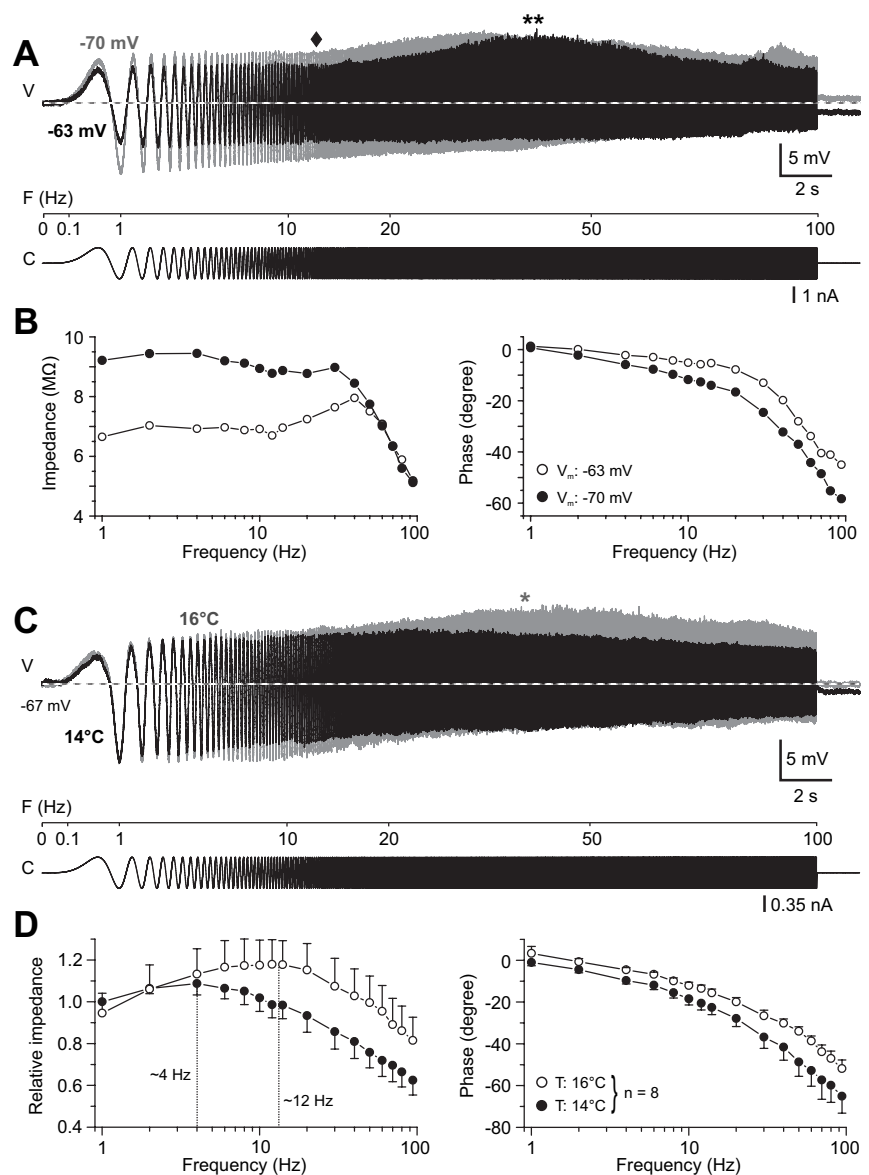 A
-70 mV
◆
**
V
-63 mV
5 mV
2 s
F (Hz)
0 0.1 1 10 20 50 100
C
1 nA
B
10
8
6
4
Impedance (MΩ)
1 10 100
Frequency (Hz)
0
-20
-40
-60
Phase (degree)
Vm: -63 mV
Vm: -70 mV
1 10 100
Frequency (Hz)
C
16°C
*
V
-67 mV
14°C
5 mV
2 s
F (Hz)
0 0.1 1 10 20 50 100
C
0.35 nA
D
1.2
1.0
0.8
0.6
0.4
Relative impedance
~4 Hz
~12 Hz
1 10 100
Frequency (Hz)
0
-20
-40
-60
-80
Phase (degree)
T: 16°C
T: 14°C
n = 8
1 10 100
Frequency (Hz)